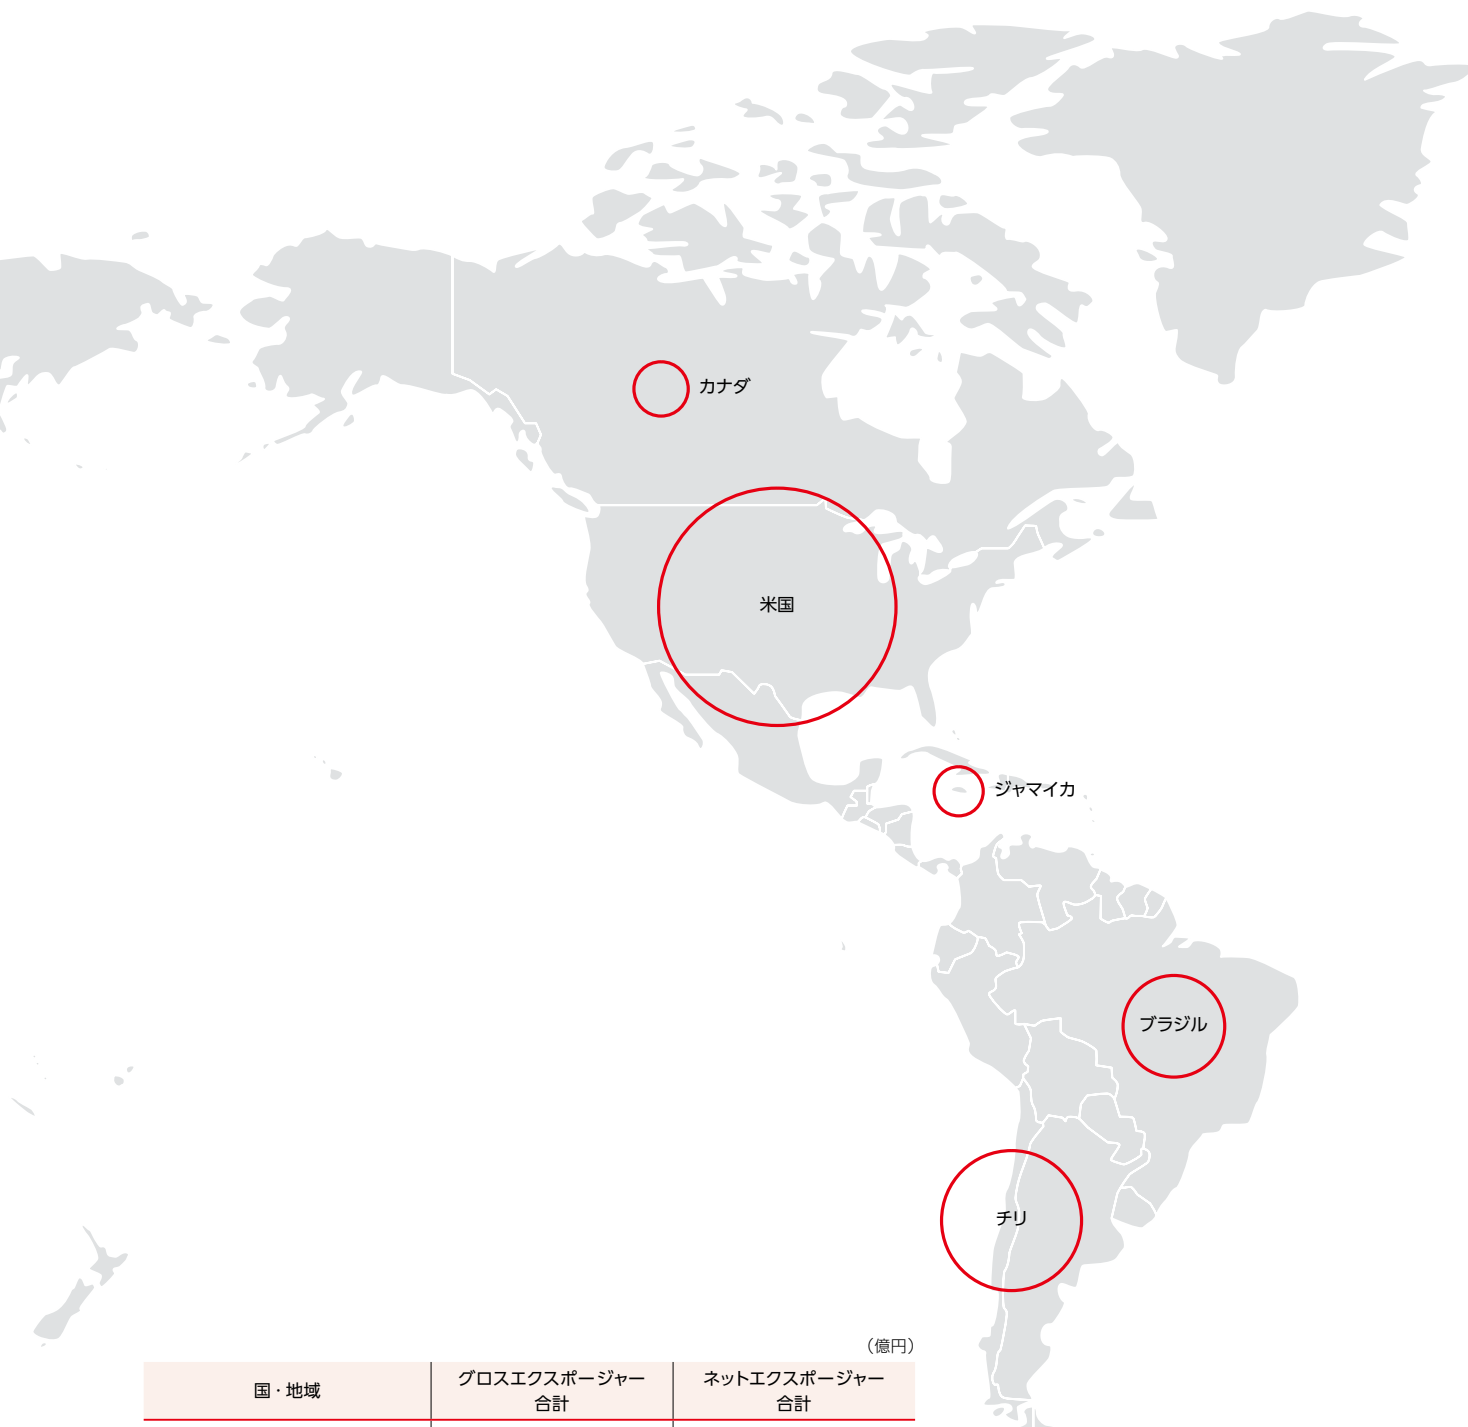 カナダ
米国
ジャマイカ
ブラジル
チリ
（億円）
国・地域
グロスエクスポージャー
合計
ネットエクスポージャー
合計